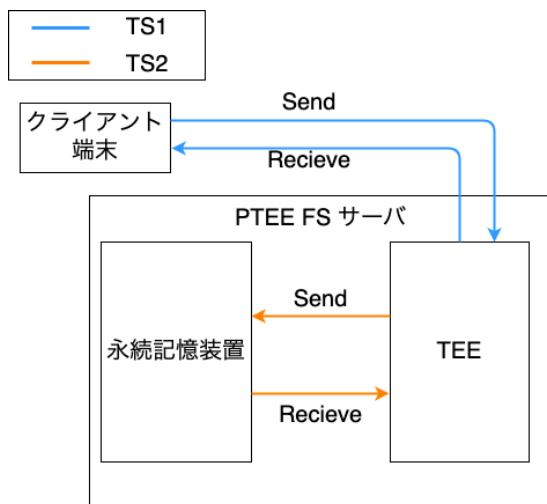 TS1
TS2
クライアント
端末
Send
Recieve
PTEE FS サーバ
永続記憶装置
Send
Recieve
TEE